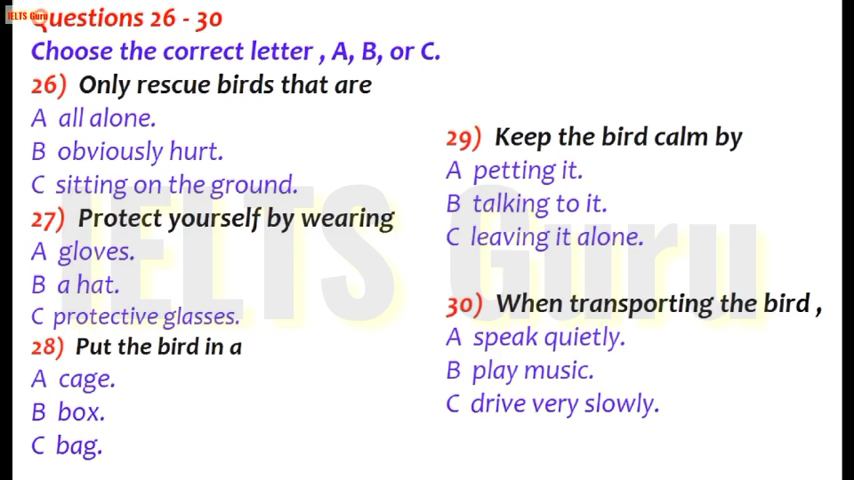 IELTS Guru
Questions 26 - 30
Choose the correct letter , A, B, or C.
26) Only rescue birds that are
A all alone.
B obviously hurt.
C sitting on the ground.
27) Protect yourself by wearing
A gloves.
B a hat.
C protective glasses.
28) Put the bird in a
A cage.
B box.
C bag.
29) Keep the bird calm by
A petting it.
B talking to it.
C leaving it alone.
30) When transporting the bird ,
A speak quietly.
B play music.
C drive very slowly.
IELTS Guru